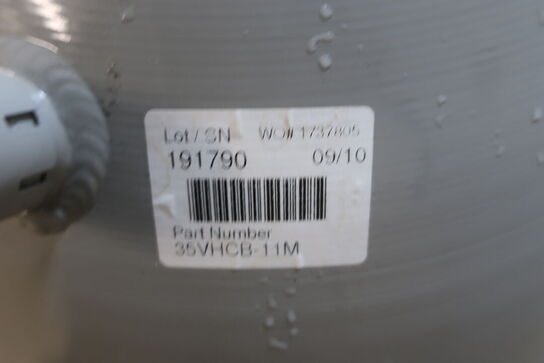 Lot / SN WO# 1737805
191790 09/10
Part Number
35VHCB-11M